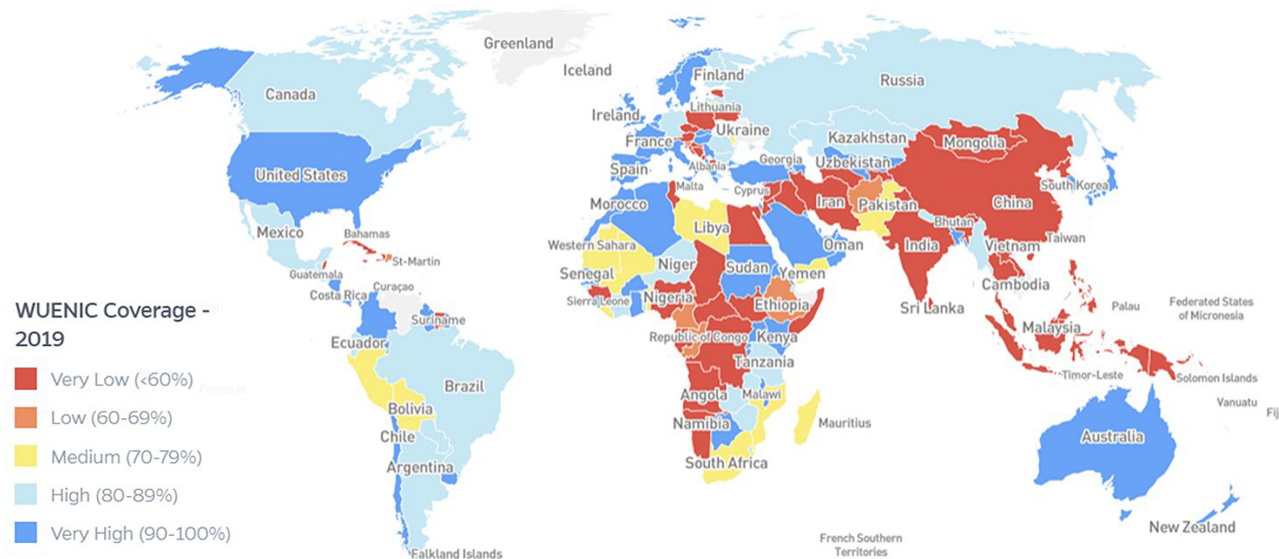 Greenland
Iceland
Canada
Finland
Russia
Lithuania
Ireland
Ukraine
France
Kazakhstan
Mongolia
Albania
Georgia
Uzbekistan
United States
Spain
Malta
Cyprus
South Korea
Morocco
Iran
Pakistan
China
Mexico
Bahamas
Libya
Bhutan
Taiwan
Western Sahara
Oman
India
Vietnam
St-Martin
Guatemala
Senegal
Niger
Sudan
Yemen
Cambodia
Costa Rica
Curaçao
Sierra Leone
Nigeria
Ethiopia
Sri Lanka
Palau
Federated States
of Micronesia
Suriname
Ecuador
Republic of Congo
Kenya
Malaysia
WUENIC Coverage -
2019
Tanzania
Timor-Leste
Solomon Islands
Very Low (<60%)
Brazil
Angola
Malawi
Vanuatu
Low (60-69%)
Bolivia
Namibia
Mauritius
Fij
Medium (70-79%)
Chile
Australia
High (80-89%)
Argentina
South Africa
Very High (90-100%)
New Zealand
Falkland Islands
French Southern
Territories